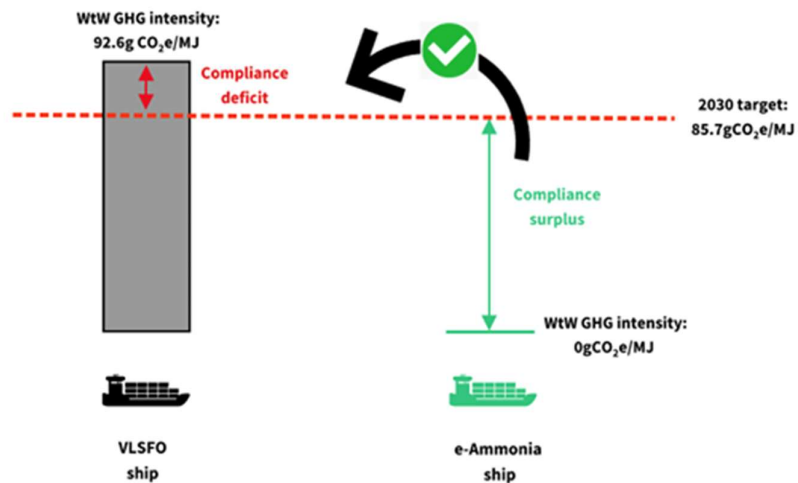 WtW GHG intensity:
92.6g CO₂e/MJ
Compliance
deficit
2030 target:
85.7gCO₂e/MJ
Compliance
surplus
WtW GHG intensity:
0gCO₂e/MJ
VLSFO
ship
e-Ammonia
ship